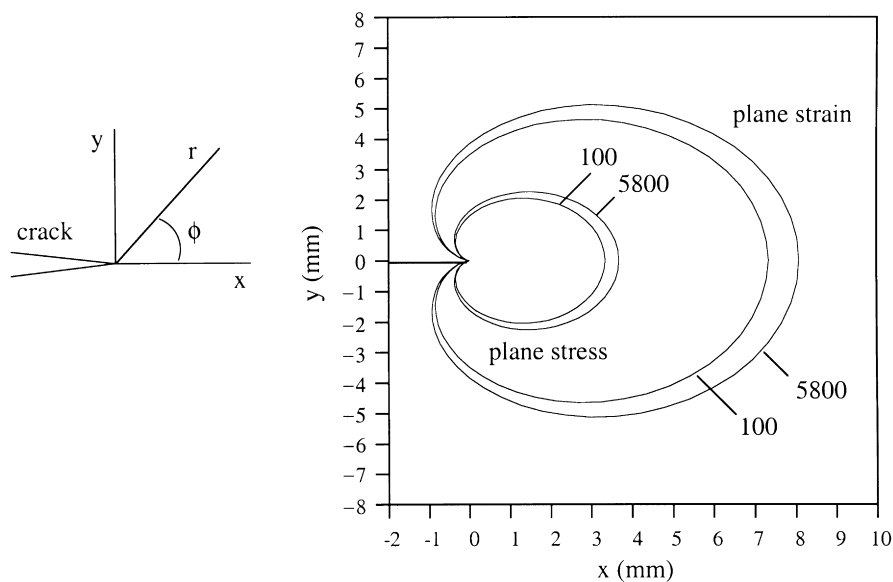 y
r
crack
ϕ
x
8
7
6
5
4
3
2
1
0
−1
−2
−3
−4
−5
−6
−7
−8
y (mm)
plane strain
100
5800
plane stress
5800
100
-2 -1 0 1 2 3 4 5 6 7 8 9 10
x (mm)